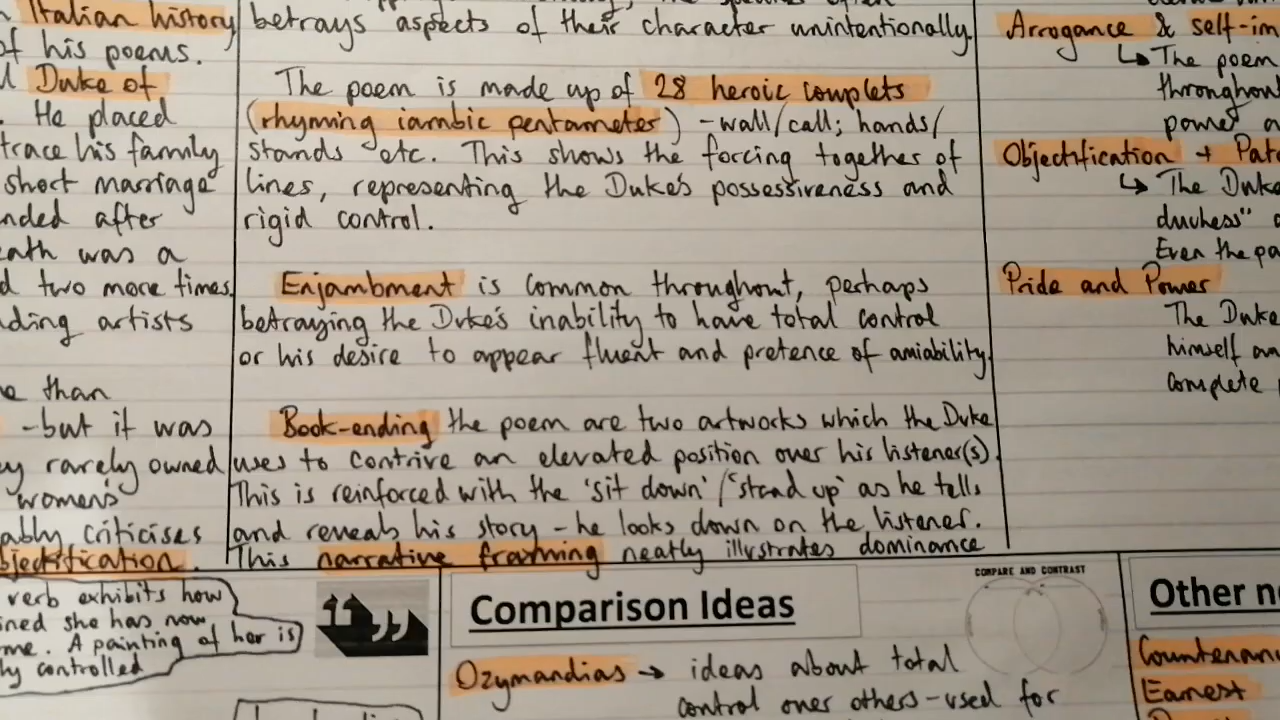 Italian history
of his poems.
Duke of
He placed
trace his family
short marriage
ended after
death was a
two more times.
artists
than
-but it was
rarely owned
women's
criticises
objectification.
betrays aspects of their character unintentionally.
The poem is made up of 28 heroic couplets
(rhyming iambic pentameter) -wall/call; hands/
stands etc. This shows the forcing together of
lines, representing the Duke's possessiveness and
rigid control.
Enjambment is common throughout, perhaps
betraying the Duke's inability to have total control
or his desire to appear fluent and pretence of amiability.
Book-ending the poem are two artworks which the Duke
uses to contrive an elevated position over his listener(s).
This is reinforced with the 'sit down'/'stand up' as he tells
and reveals his story - he looks down on the listener.
This narrative framing neatly illustrates dominance
Arrogance & self-im
↳ The poem
throughout
power
Objectification +
↳ The Duke
duchess"
Even the
Pride and Power
The Duke
himself
complete
verb exhibits how
she has now
me. A painting of her is
controlled
Comparison Ideas
COMPARE AND CONTRAST
Ozymandias → ideas about total
control over others - used for
Other
Earnest